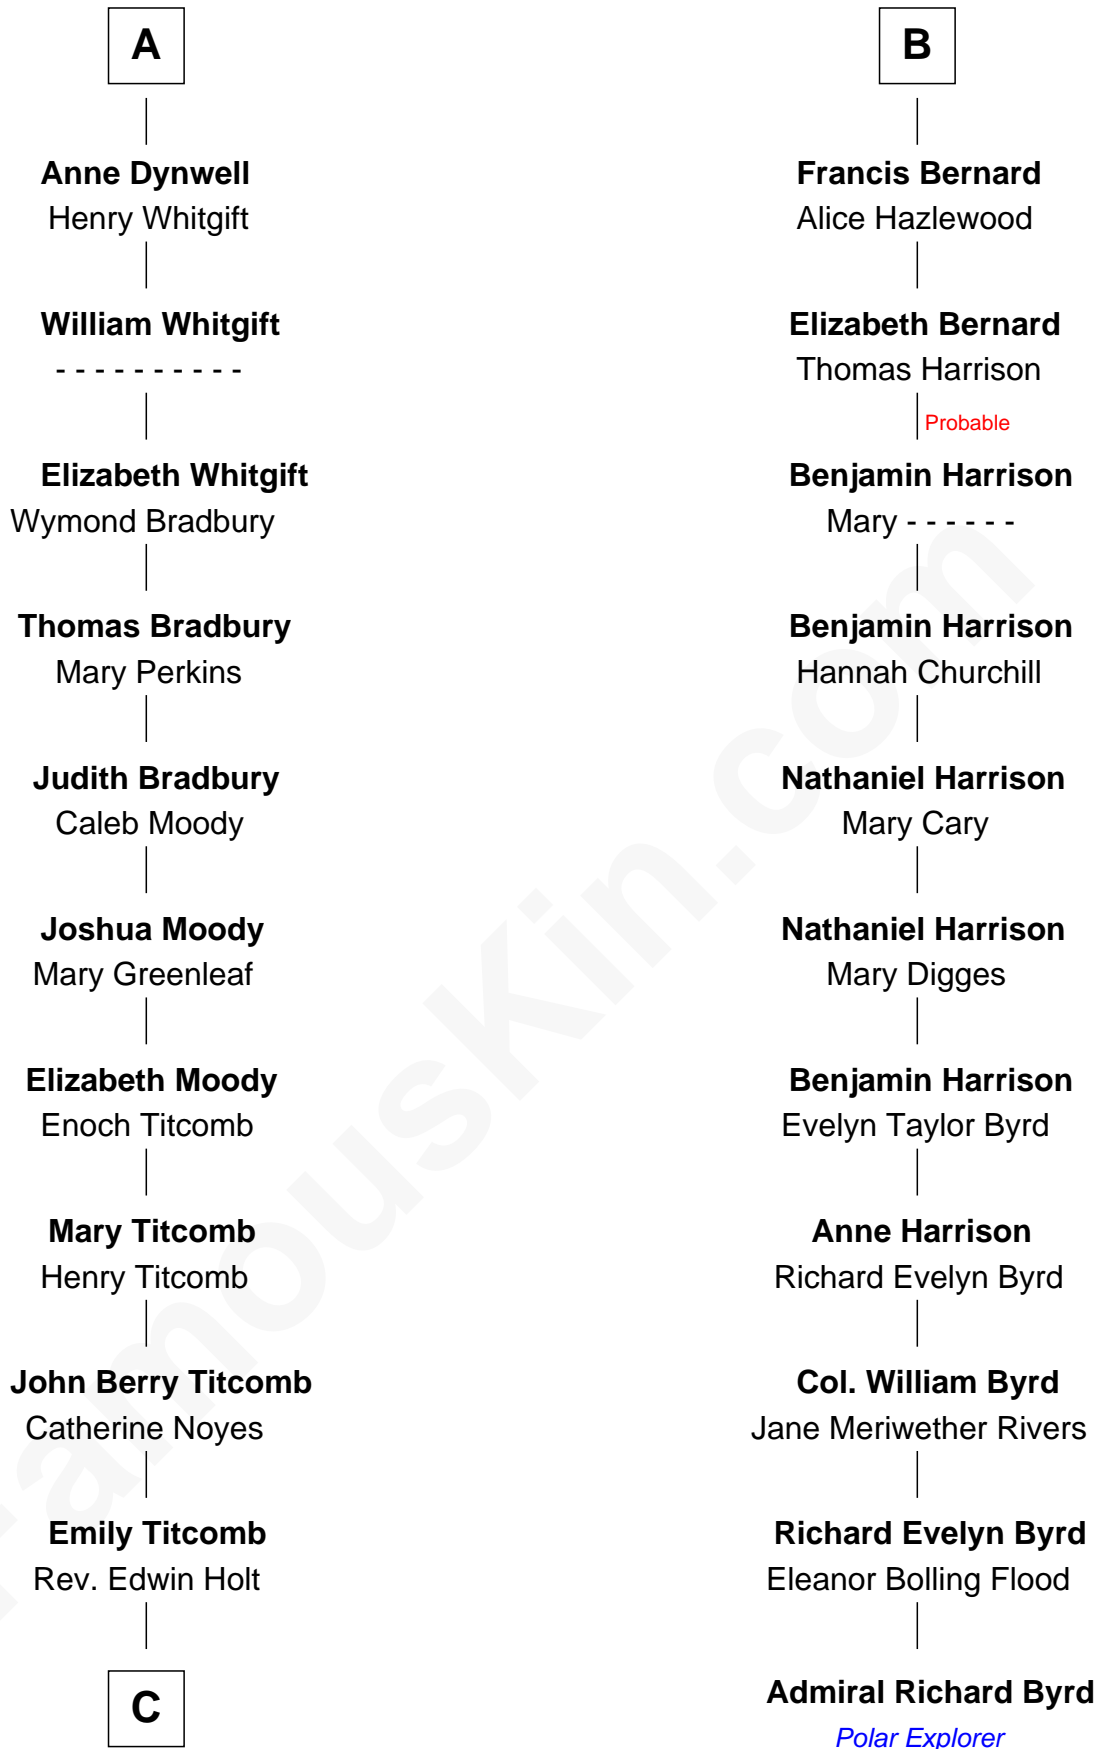 A
Anne Dynwell
Henry Whitgift
William Whitgift
- - - - - - - - - -
Elizabeth Whitgift
Wymond Bradbury
Thomas Bradbury
Mary Perkins
Judith Bradbury
Caleb Moody
Joshua Moody
Mary Greenleaf
Elizabeth Moody
Enoch Titcomb
Mary Titcomb
Henry Titcomb
John Berry Titcomb
Catherine Noyes
Emily Titcomb
Rev. Edwin Holt
C
B
Francis Bernard
Alice Hazlewood
Elizabeth Bernard
Thomas Harrison
Probable
Benjamin Harrison
Mary - - - - - -
Benjamin Harrison
Hannah Churchill
Nathaniel Harrison
Mary Cary
Nathaniel Harrison
Mary Digges
Benjamin Harrison
Evelyn Taylor Byrd
Anne Harrison
Richard Evelyn Byrd
Col. William Byrd
Jane Meriwether Rivers
Richard Evelyn Byrd
Eleanor Bolling Flood
Admiral Richard Byrd
Polar Explorer
FamousKin.com